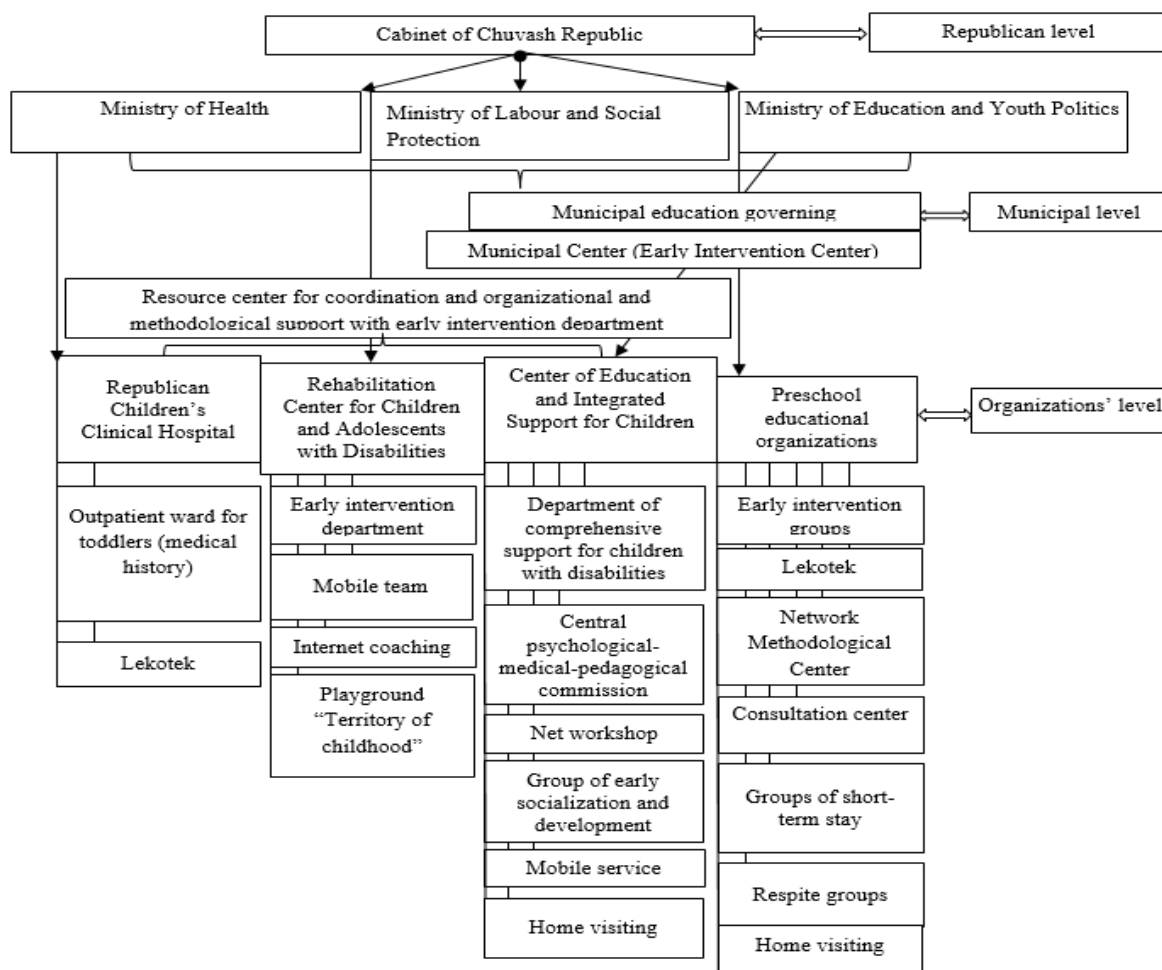 Cabinet of Chuvash Republic
Republican level
Ministry of Health
Ministry of Labour and Social
Protection
Ministry of Education and Youth Politics
Municipal education governing
Municipal level
Municipal Center (Early Intervention Center)
Resource center for coordination and organizational and
methodological support with early intervention department
Republican
Children's
Clinical Hospital
Rehabilitation
Center for Children
and Adolescents
with Disabilities
Center of Education
and Integrated
Support for Children
Preschool
educational
organizations
Organizations' level
Outpatient ward for
toddlers (medical
history)
Lekotek
Early intervention
department
Mobile team
Internet coaching
Playground
“Territory of
childhood”
Department of
comprehensive
support for children
with disabilities
Central
psychological-
medical-pedagogical
commission
Net workshop
Group of early
socialization and
development
Mobile service
Home visiting
Early intervention
groups
Lekotek
Network
Methodological
Center
Consultation center
Groups of short-
term stay
Respite groups
Home visiting